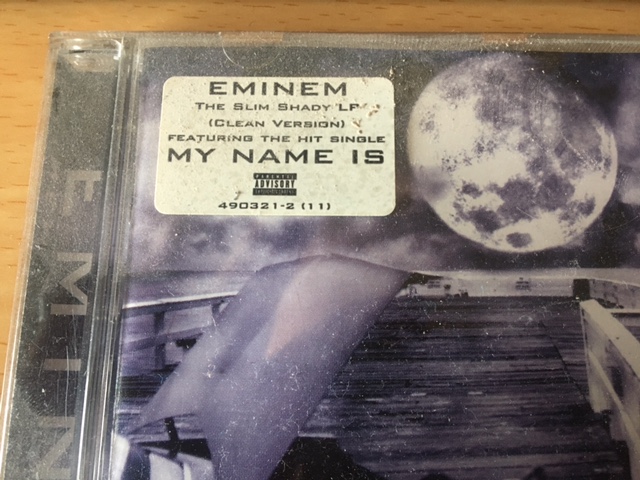 EMINEM
THE SLIM SHADY LP
(CLEAN VERSION)
FEATURING THE HIT SINGLE
MY NAME IS
PARENTAL
ADVISORY
EXPLICIT CONTENT
490321-2 (11)
EMIN